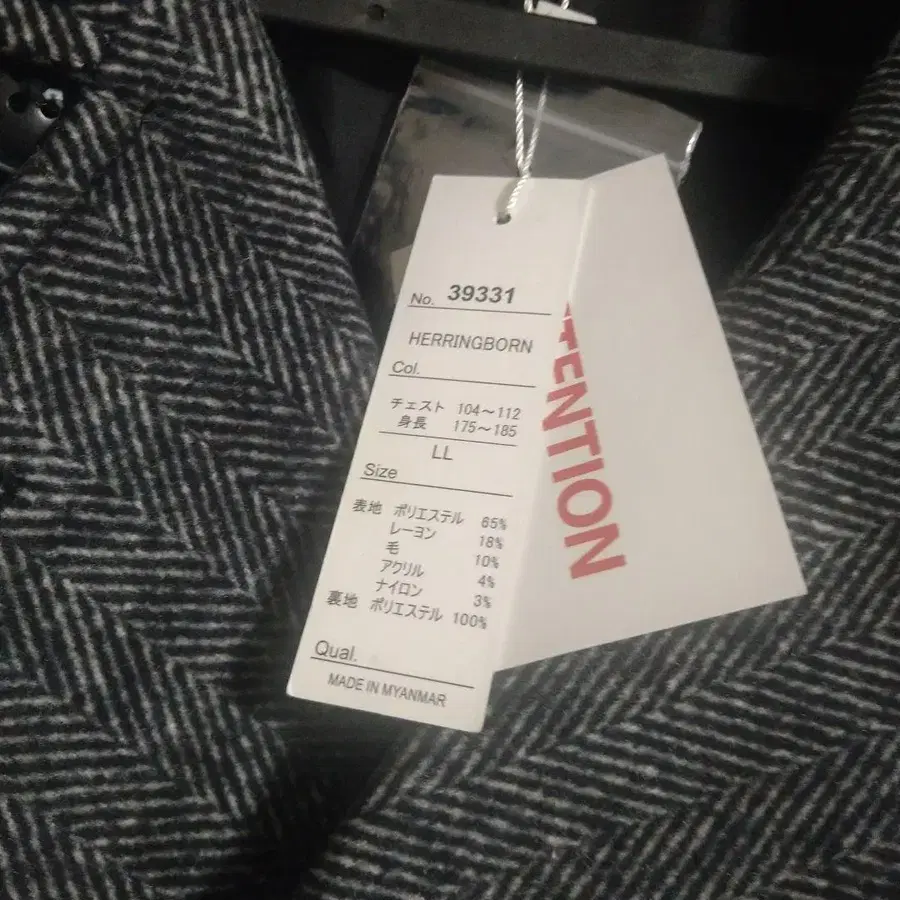 No. 39331
HERRINGBORN
Col.
チェスト 104～112
身長 175～185
LL
Size
表地 ポリエステル 65%
レーヨン 18%
毛 10%
アクリル 4%
ナイロン 3%
裏地 ポリエステル 100%
Qual.
MADE IN MYANMAR
TENTION